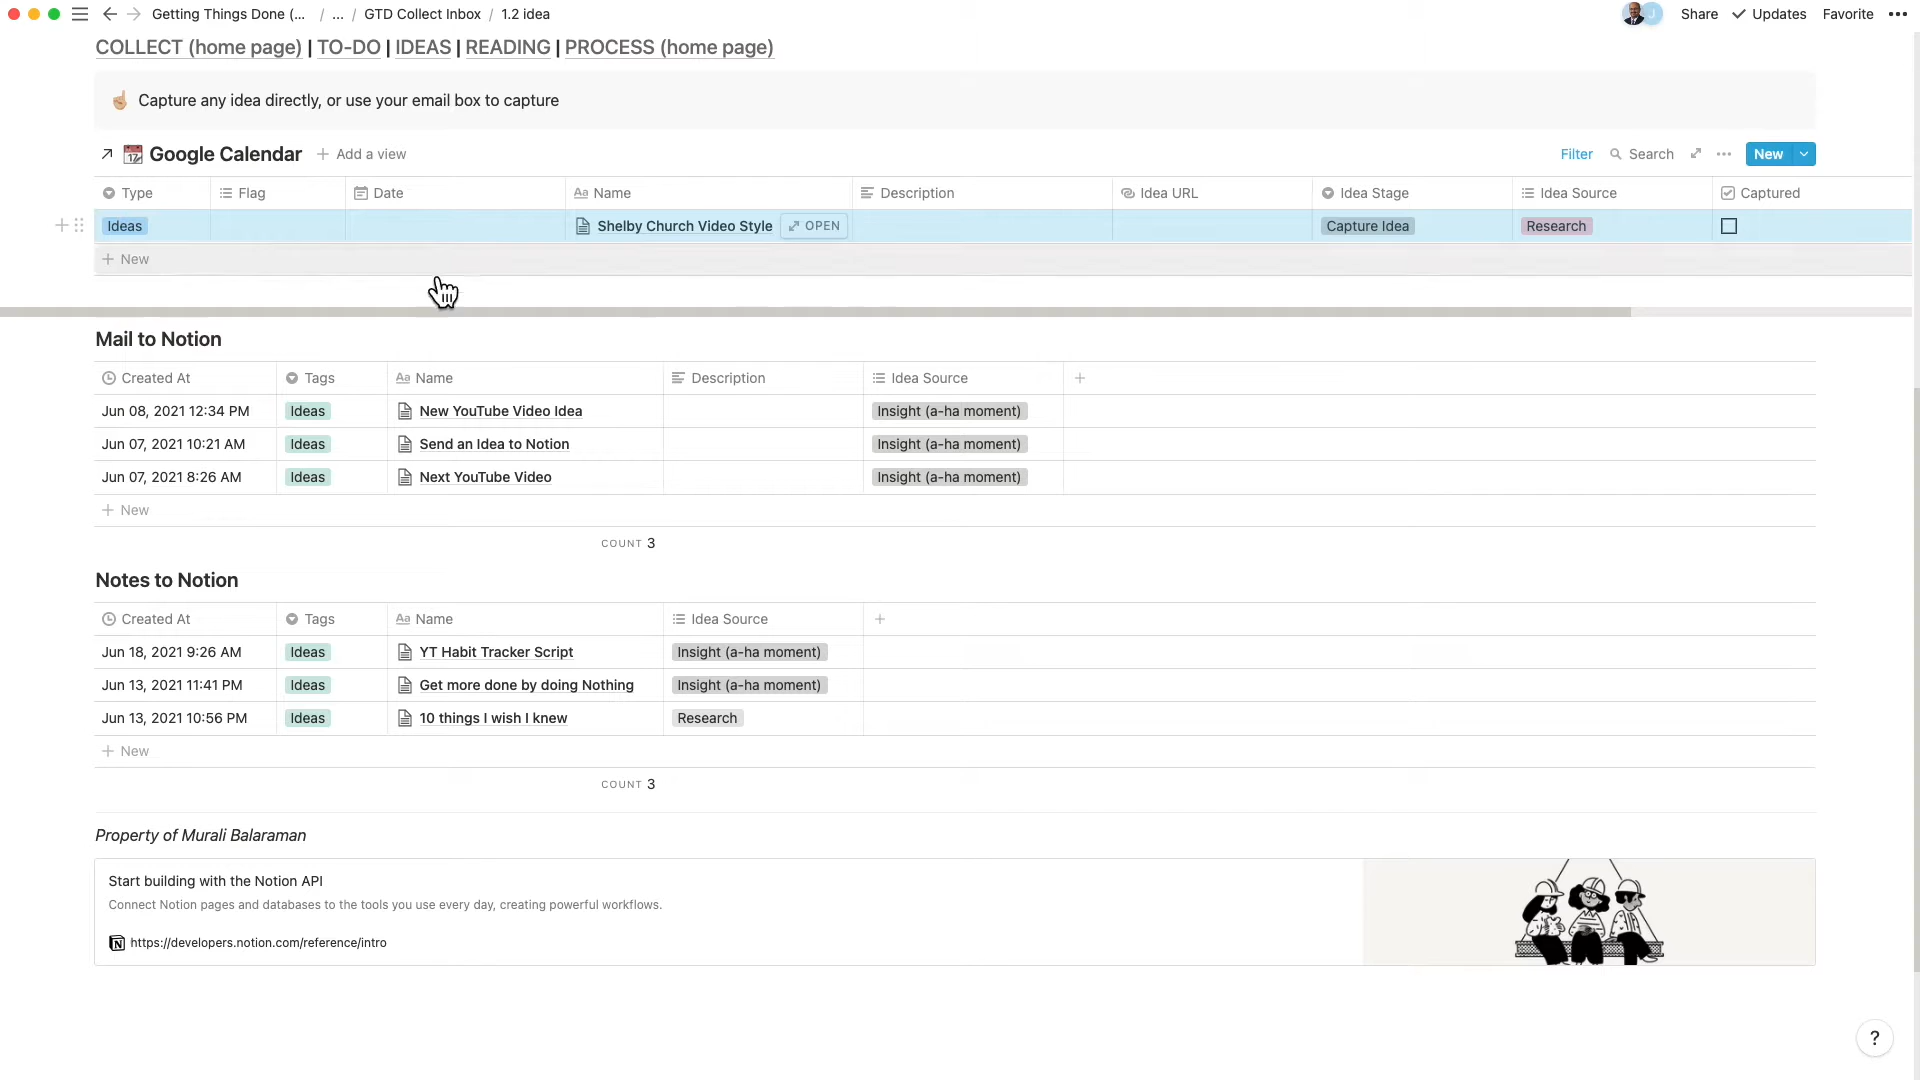 Getting Things Done (... / ... / GTD Collect Inbox / 1.2 idea Share Updates Favorite
COLLECT (home page) | TO-DO | IDEAS | READING | PROCESS (home page)
☝🏼 Capture any idea directly, or use your email box to capture
Google Calendar + Add a view Filter Search New
Type Flag Date Aa Name Description Idea URL Idea Stage Idea Source Captured
Ideas Shelby Church Video Style OPEN Capture Idea Research
+ New
Mail to Notion
Created At Tags Aa Name Description Idea Source +
Jun 08, 2021 12:34 PM Ideas New YouTube Video Idea Insight (a-ha moment)
Jun 07, 2021 10:21 AM Ideas Send an Idea to Notion Insight (a-ha moment)
Jun 07, 2021 8:26 AM Ideas Next YouTube Video Insight (a-ha moment)
+ New
COUNT 3
Notes to Notion
Created At Tags Aa Name Idea Source +
Jun 18, 2021 9:26 AM Ideas YT Habit Tracker Script Insight (a-ha moment)
Jun 13, 2021 11:41 PM Ideas Get more done by doing Nothing Insight (a-ha moment)
Jun 13, 2021 10:56 PM Ideas 10 things I wish I knew Research
+ New
COUNT 3
Property of Murali Balaraman
Start building with the Notion API
Connect Notion pages and databases to the tools you use every day, creating powerful workflows.
https://developers.notion.com/reference/intro
?